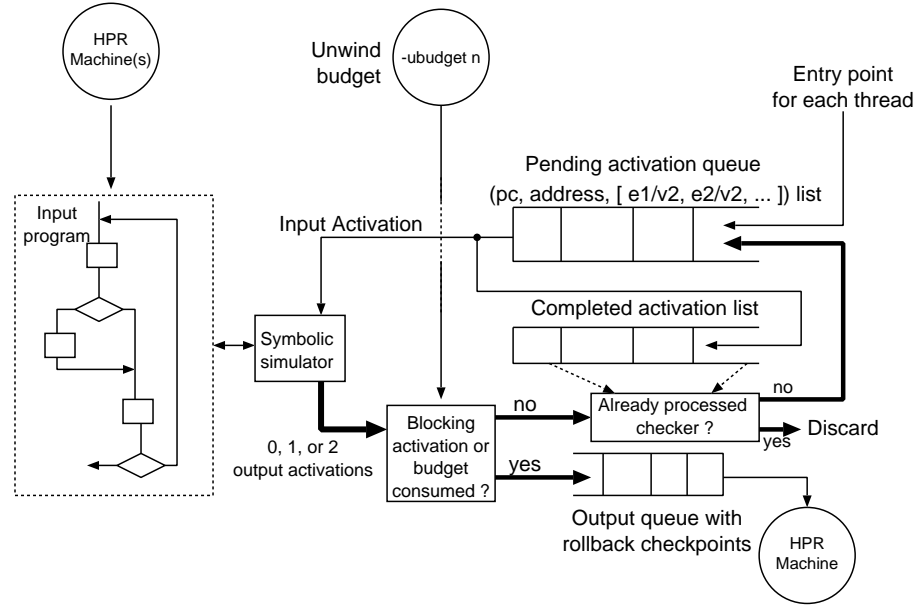 HPR
Machine(s)
Unwind
budget
-ubudget n
Entry point
for each thread
Pending activation queue
(pc, address, [ e1/v2, e2/v2, ... ]) list
Input
program
Input Activation
Completed activation list
Symbolic
simulator
0, 1, or 2
output activations
Blocking
activation or
budget
consumed ?
no
yes
Already processed
checker ?
no
yes
Discard
Output queue with
rollback checkpoints
HPR
Machine